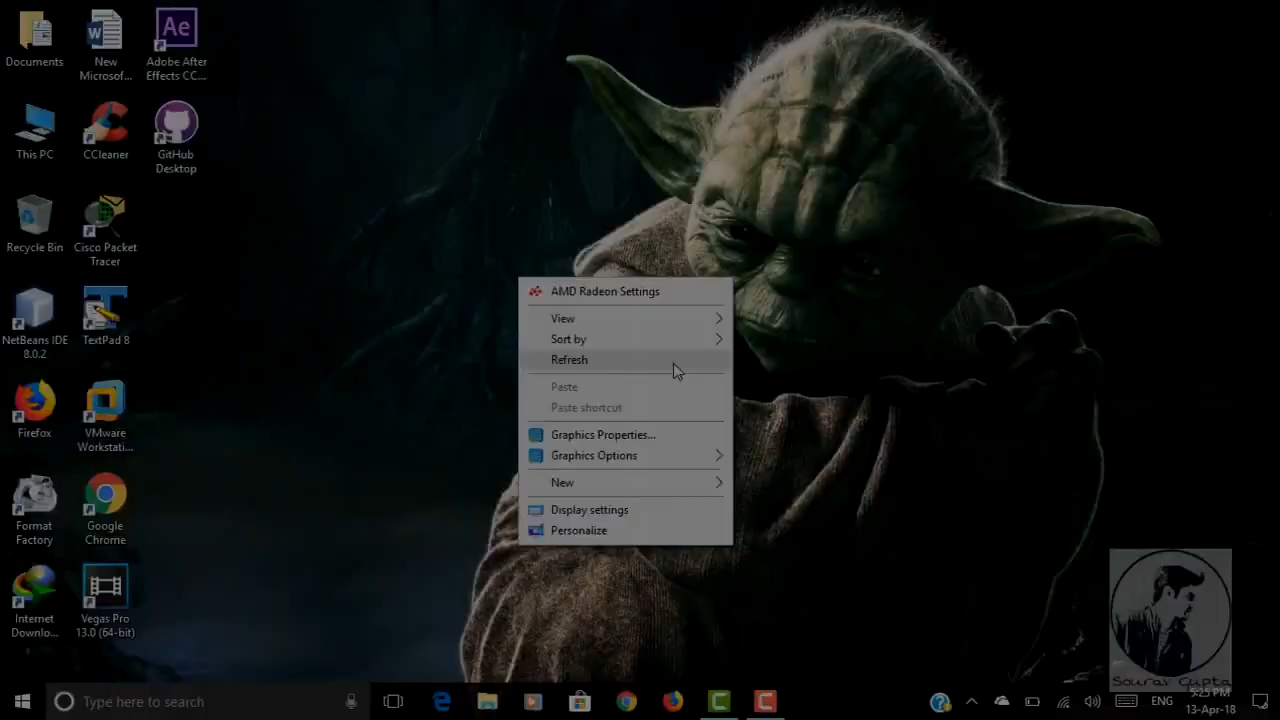 Documents
New
Microsof...
Adobe After
Effects CC...
This PC
CCleaner
GitHub
Desktop
Recycle Bin
Cisco Packet
Tracer
NetBeans IDE
8.0.2
TextPad 8
Firefox
VMware
Workstati...
Format
Factory
Google
Chrome
Internet
Downlo...
Vegas Pro
13.0 (64-bit)
AMD Radeon Settings
View
Sort by
Refresh
Paste
Paste shortcut
Graphics Properties...
Graphics Options
New
Display settings
Personalize
Sourav Gupta
Type here to search
ENG
5:25 PM
13-Apr-18